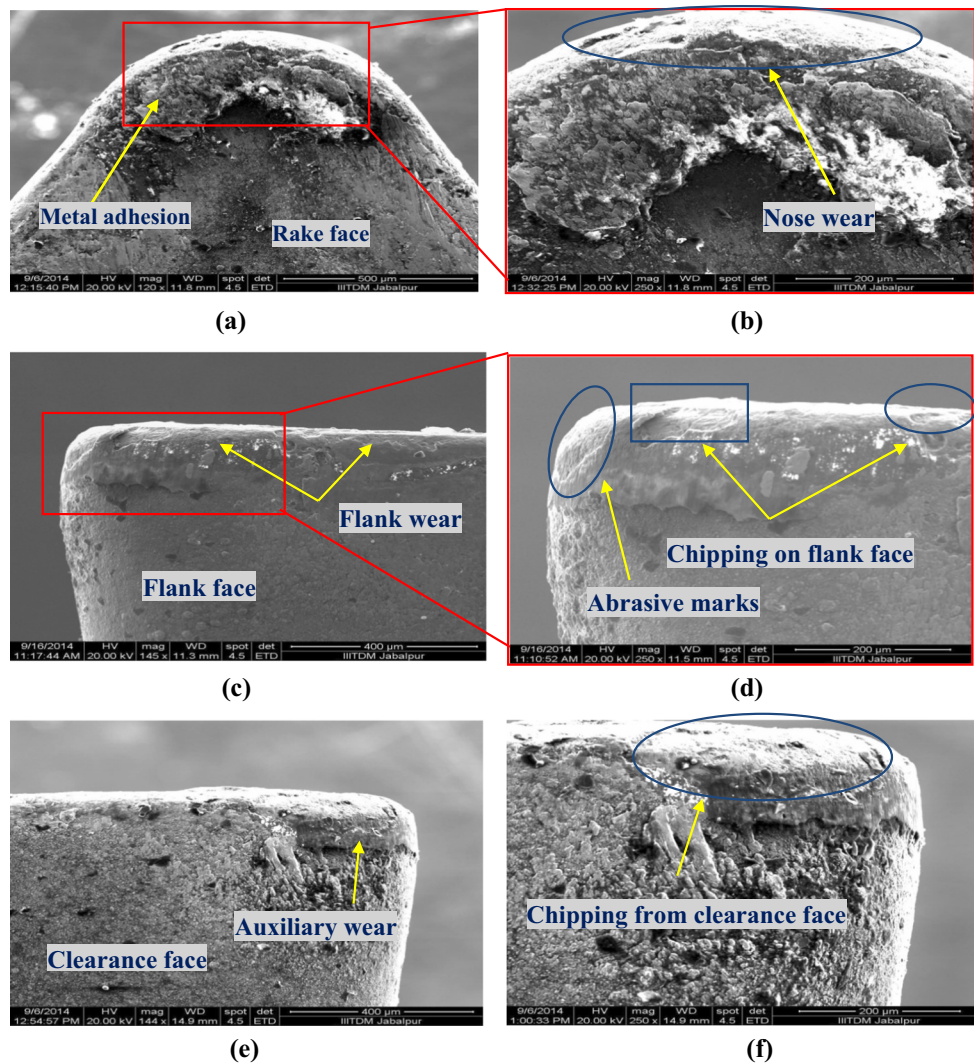 Metal adhesion
Rake face
9/6/2014 HV mag WD spot det 500 µm
12:15:40 PM 20.00 kV 120 x 11.8 mm 4.5 ETD IIITDM Jabalpur
(a)
Nose wear
9/6/2014 HV mag WD spot det 200 µm
12:32:25 PM 20.00 kV 250 x 11.8 mm 4.5 ETD IIITDM Jabalpur
(b)
Flank wear
Flank face
9/16/2014 HV mag WD spot det 400 µm
11:17:44 AM 20.00 kV 145 x 11.3 mm 4.5 ETD IIITDM Jabalpur
(c)
Chipping on flank face
Abrasive marks
9/16/2014 HV mag WD spot det 200 µm
11:10:52 AM 20.00 kV 250 x 11.5 mm 4.5 ETD IIITDM Jabalpur
(d)
Auxiliary wear
Clearance face
9/6/2014 HV mag WD spot det 400 µm
12:54:57 PM 20.00 kV 144 x 14.9 mm 4.5 ETD IIITDM Jabalpur
(e)
Chipping from clearance face
9/6/2014 HV mag WD spot det 200 µm
1:00:33 PM 20.00 kV 250 x 14.9 mm 4.5 ETD IIITDM Jabalpur
(f)